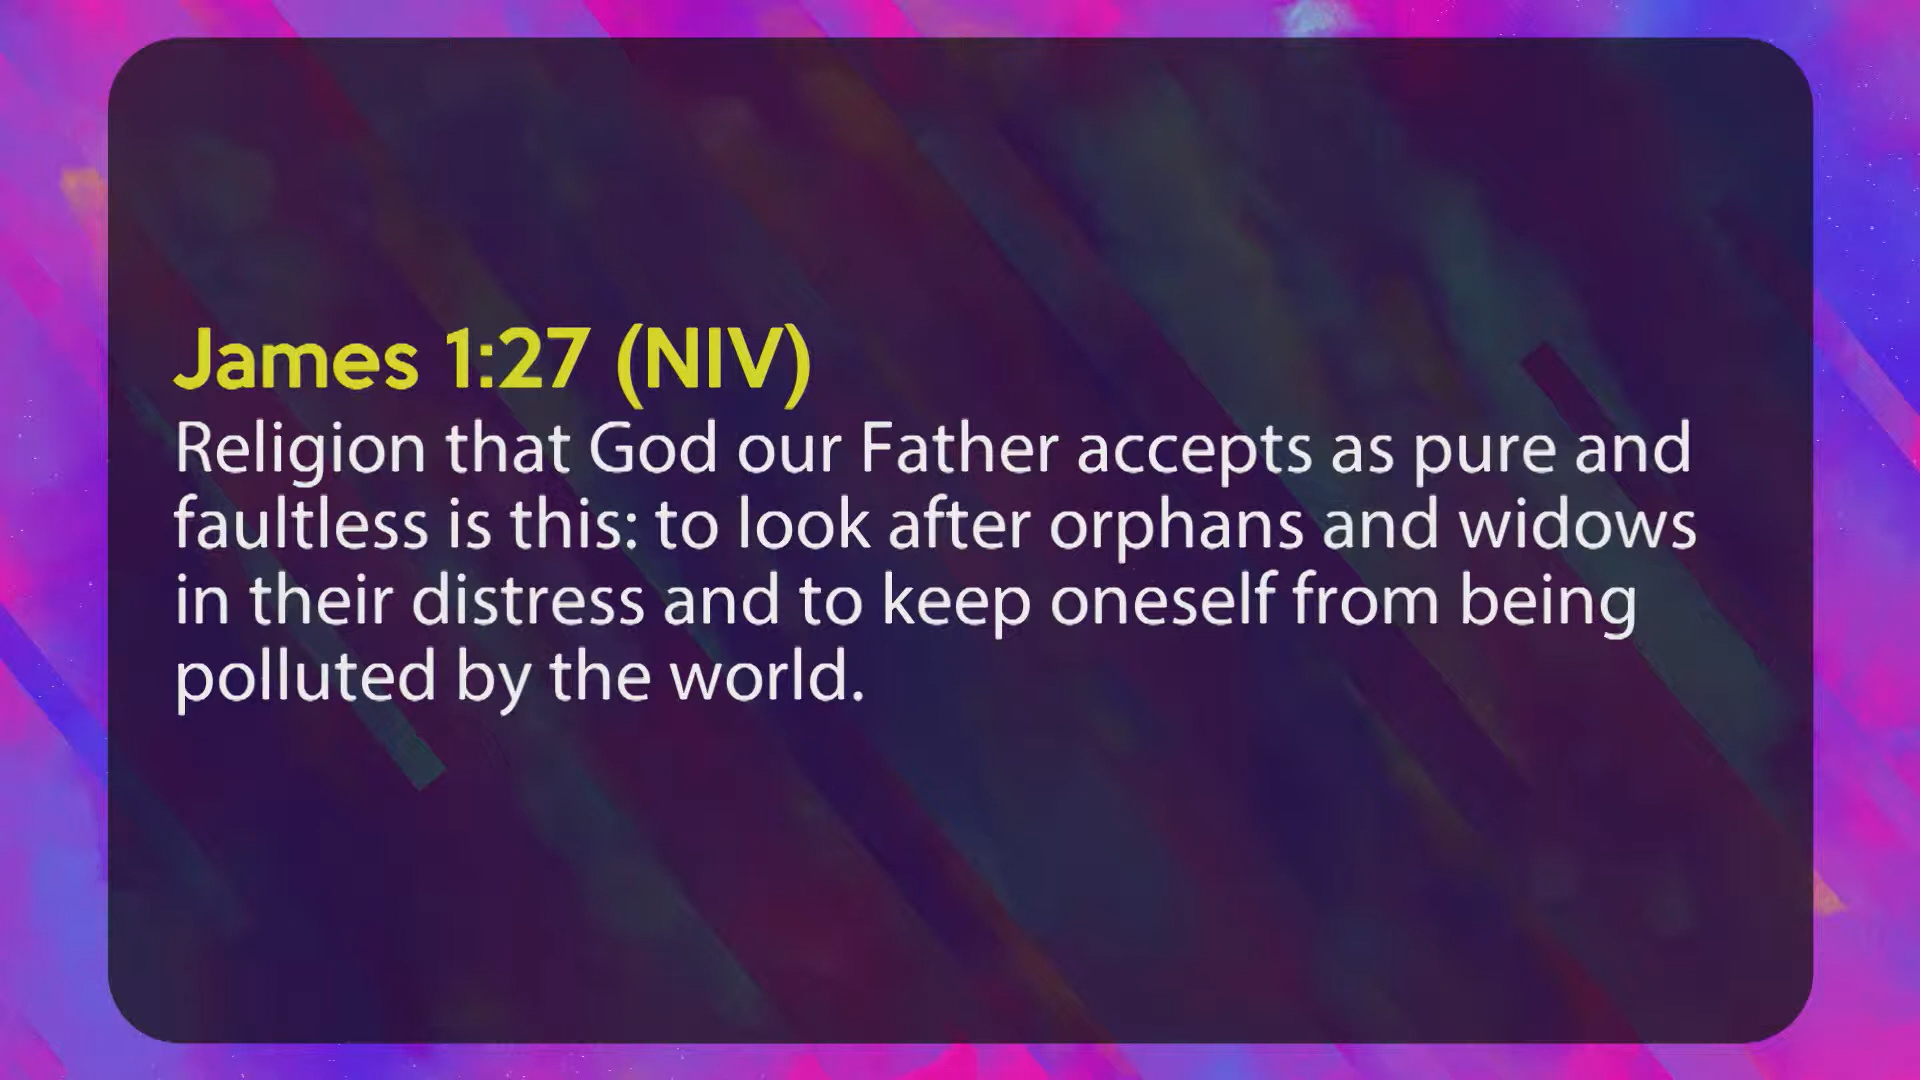 James 1:27 (NIV)
Religion that God our Father accepts as pure and
faultless is this: to look after orphans and widows
in their distress and to keep oneself from being
polluted by the world.